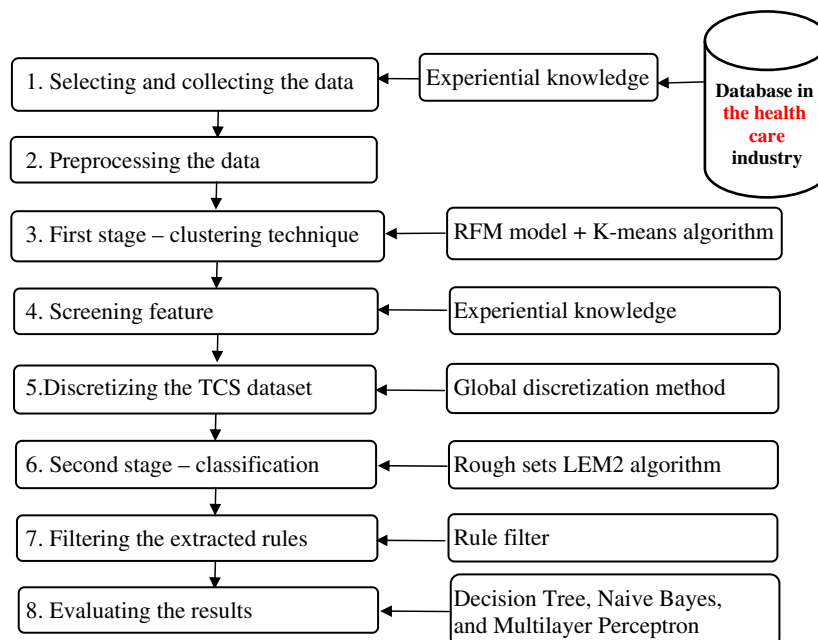 1. Selecting and collecting the data
Experiential knowledge
Database in
the health
care
industry
2. Preprocessing the data
3. First stage – clustering technique
RFM model + K-means algorithm
4. Screening feature
Experiential knowledge
5.Discretizing the TCS dataset
Global discretization method
6. Second stage – classification
Rough sets LEM2 algorithm
7. Filtering the extracted rules
Rule filter
8. Evaluating the results
Decision Tree, Naive Bayes,
and Multilayer Perceptron